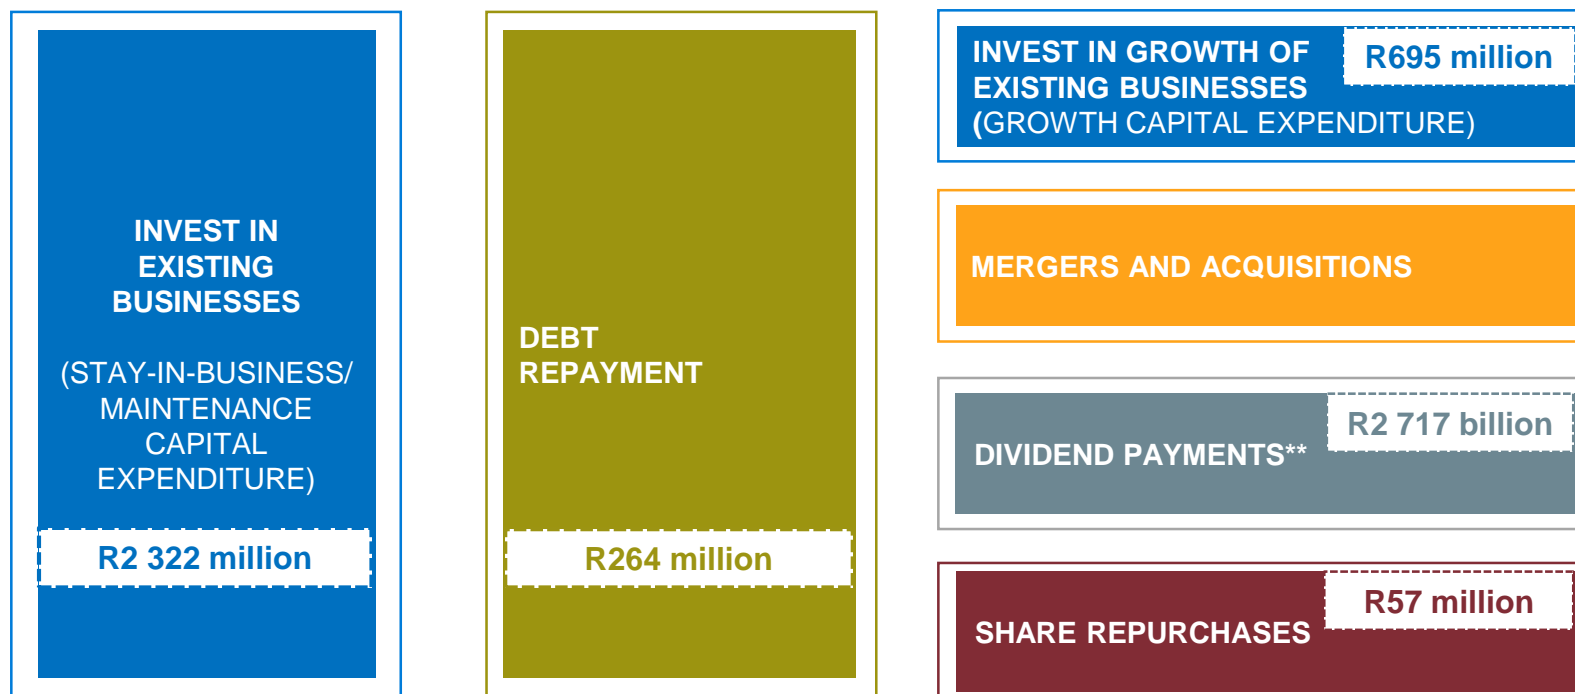 INVEST IN
EXISTING
BUSINESSES
(STAY-IN-BUSINESS/
MAINTENANCE
CAPITAL
EXPENDITURE)
R2 322 million
DEBT
REPAYMENT
R264 million
INVEST IN GROWTH OF
EXISTING BUSINESSES
(GROWTH CAPITAL EXPENDITURE)
R695 million
MERGERS AND ACQUISITIONS
DIVIDEND PAYMENTS**
R2 717 billion
SHARE REPURCHASES
R57 million